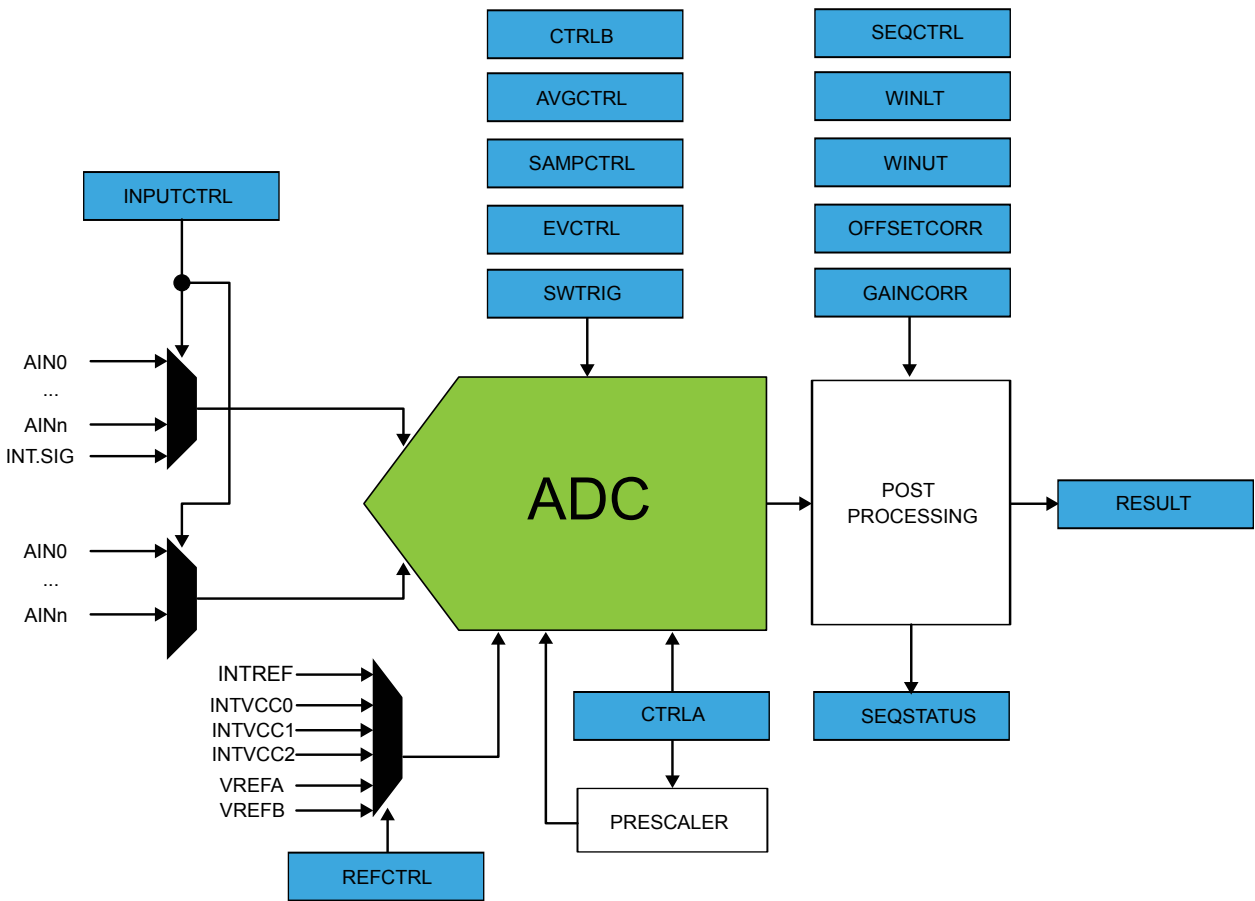 CTRLB
SEQCTRL
AVGCTRL
WINLT
SAMPCTRL
WINUT
INPUTCTRL
EVCTRL
OFFSETCORR
SWTRIG
GAINCORR
AIN0
...
AINn
INT.SIG
ADC
POST
PROCESSING
RESULT
AIN0
...
AINn
INTREF
INTVCC0
INTVCC1
INTVCC2
VREFA
VREFB
CTRLA
SEQSTATUS
PRESCALER
REFCTRL